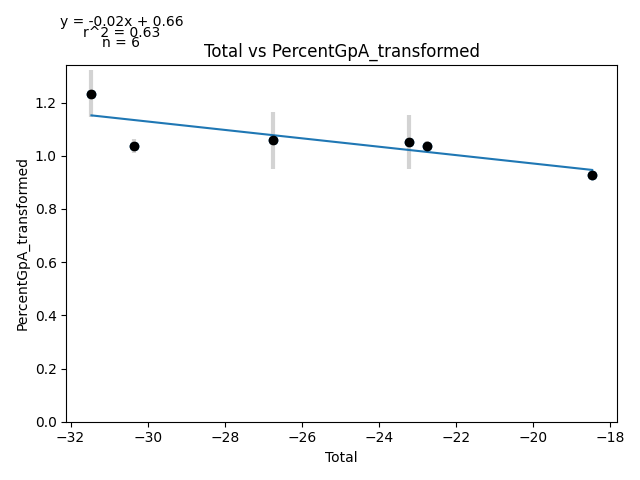 y = -0.02x + 0.66
r^2 = 0.63
n = 6
Total vs PercentGpA_transformed
PercentGpA_transformed
1.2
1.0
0.8
0.6
0.4
0.2
0.0
−32
−30
−28
−26
−24
−22
−20
−18
Total